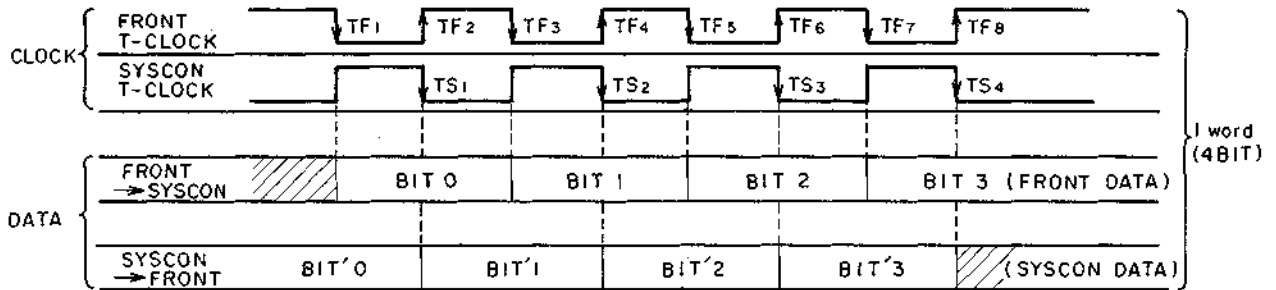 FRONT
T-CLOCK
TF1 TF2 TF3 TF4 TF5 TF6 TF7 TF8
CLOCK
SYSCON
T-CLOCK
TS1 TS2 TS3 TS4
1 word
(4BIT)
FRONT
→SYSCON
BIT 0 BIT 1 BIT 2 BIT 3 (FRONT DATA)
DATA
SYSCON
→FRONT
BIT'0 BIT'1 BIT'2 BIT'3 (SYSCON DATA)